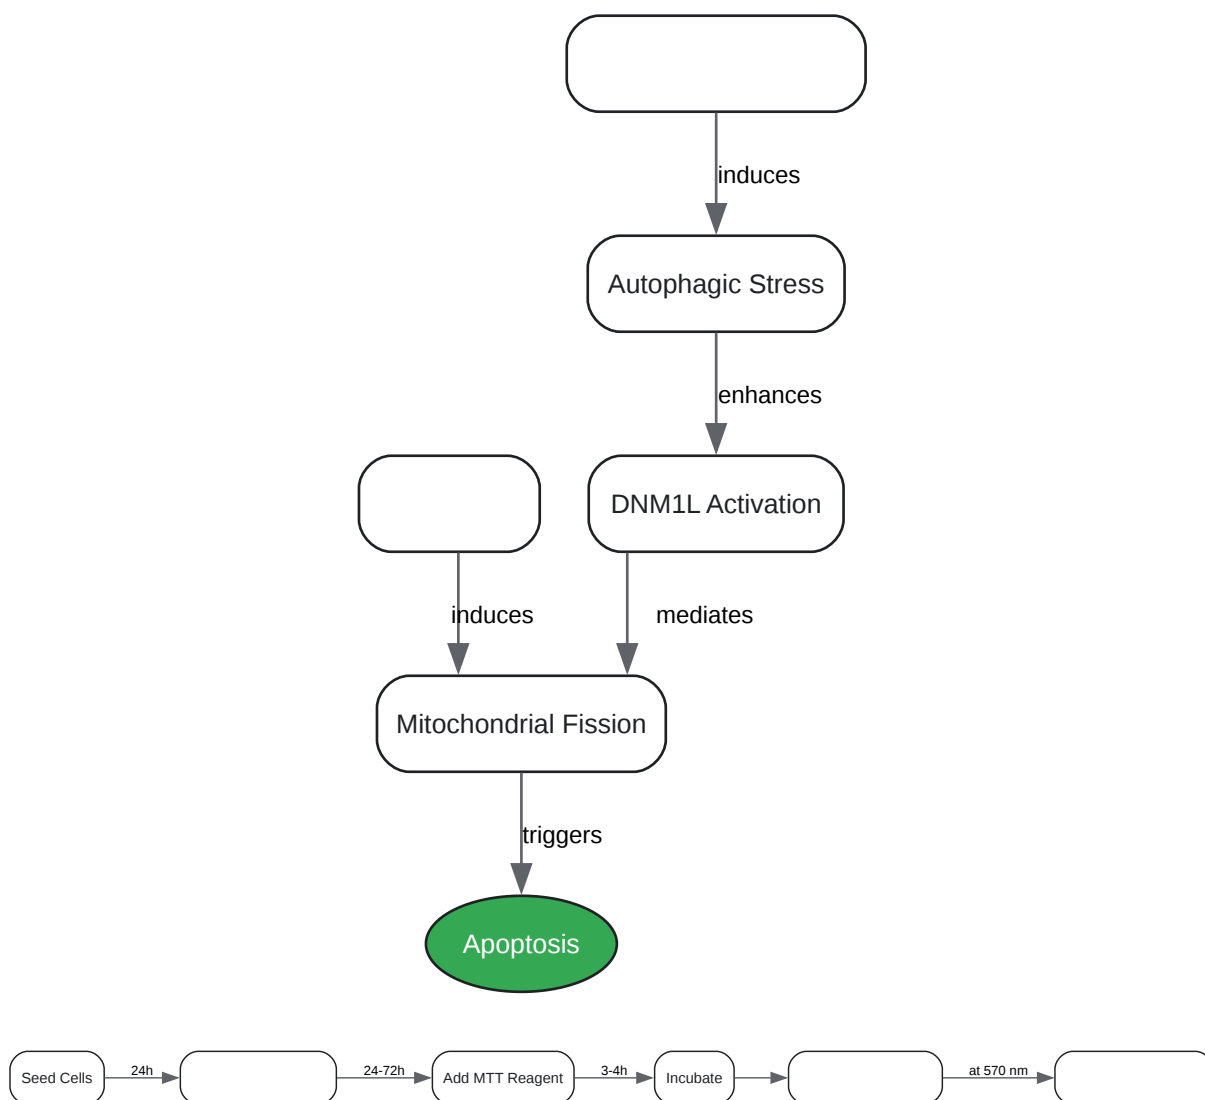 induces
Autophagic Stress
enhances
DNM1L Activation
induces
mediates
Mitochondrial Fission
triggers
Apoptosis
Seed Cells
24h
24-72h
Add MTT Reagent
3-4h
Incubate
at 570 nm